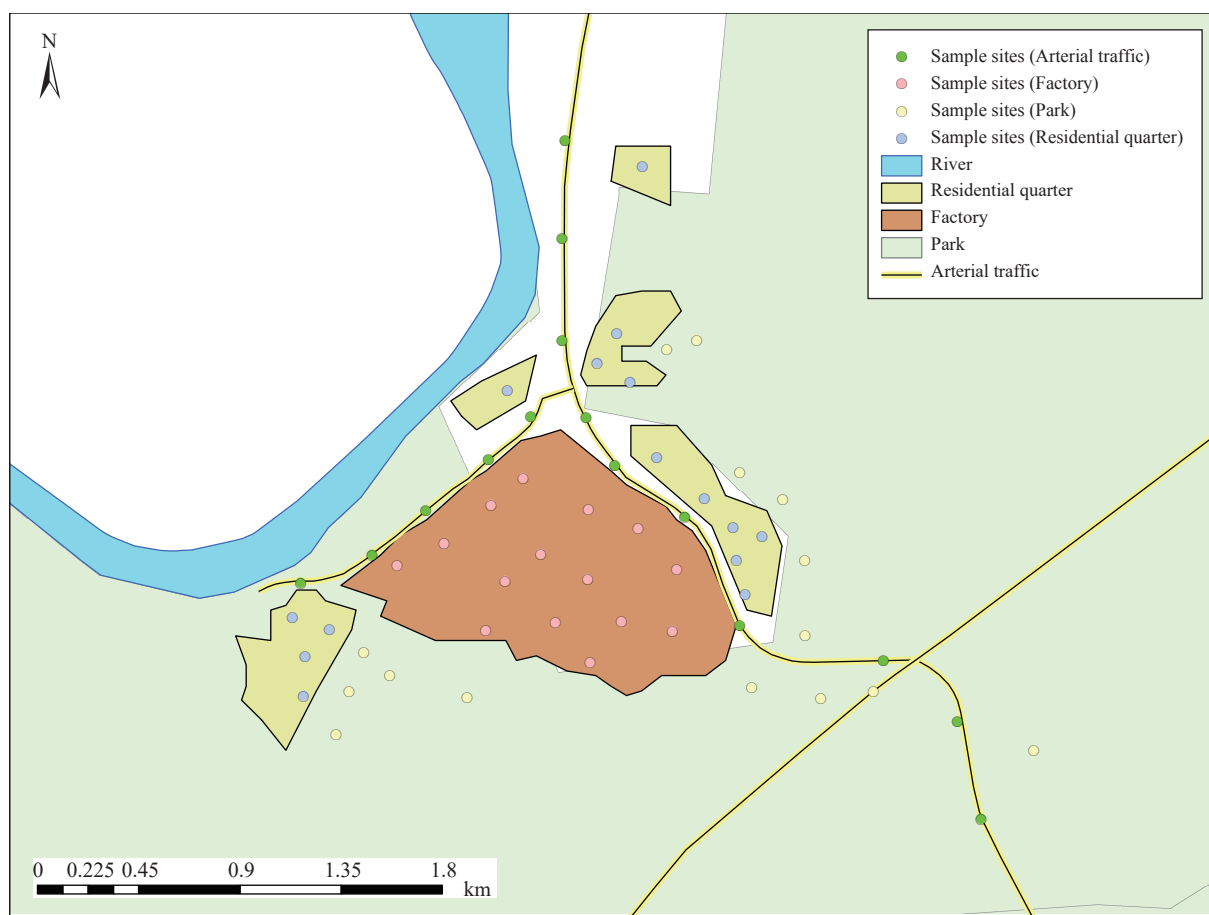 N
Sample sites (Arterial traffic)
Sample sites (Factory)
Sample sites (Park)
Sample sites (Residential quarter)
River
Residential quarter
Factory
Park
Arterial traffic
0 0.225 0.45 0.9 1.35 1.8
km